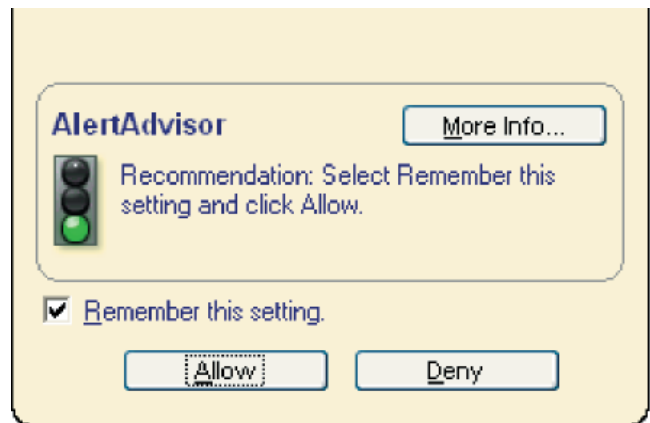 AlertAdvisor
More Info...
Recommendation: Select Remember this
setting and click Allow.
Remember this setting.
Allow
Deny